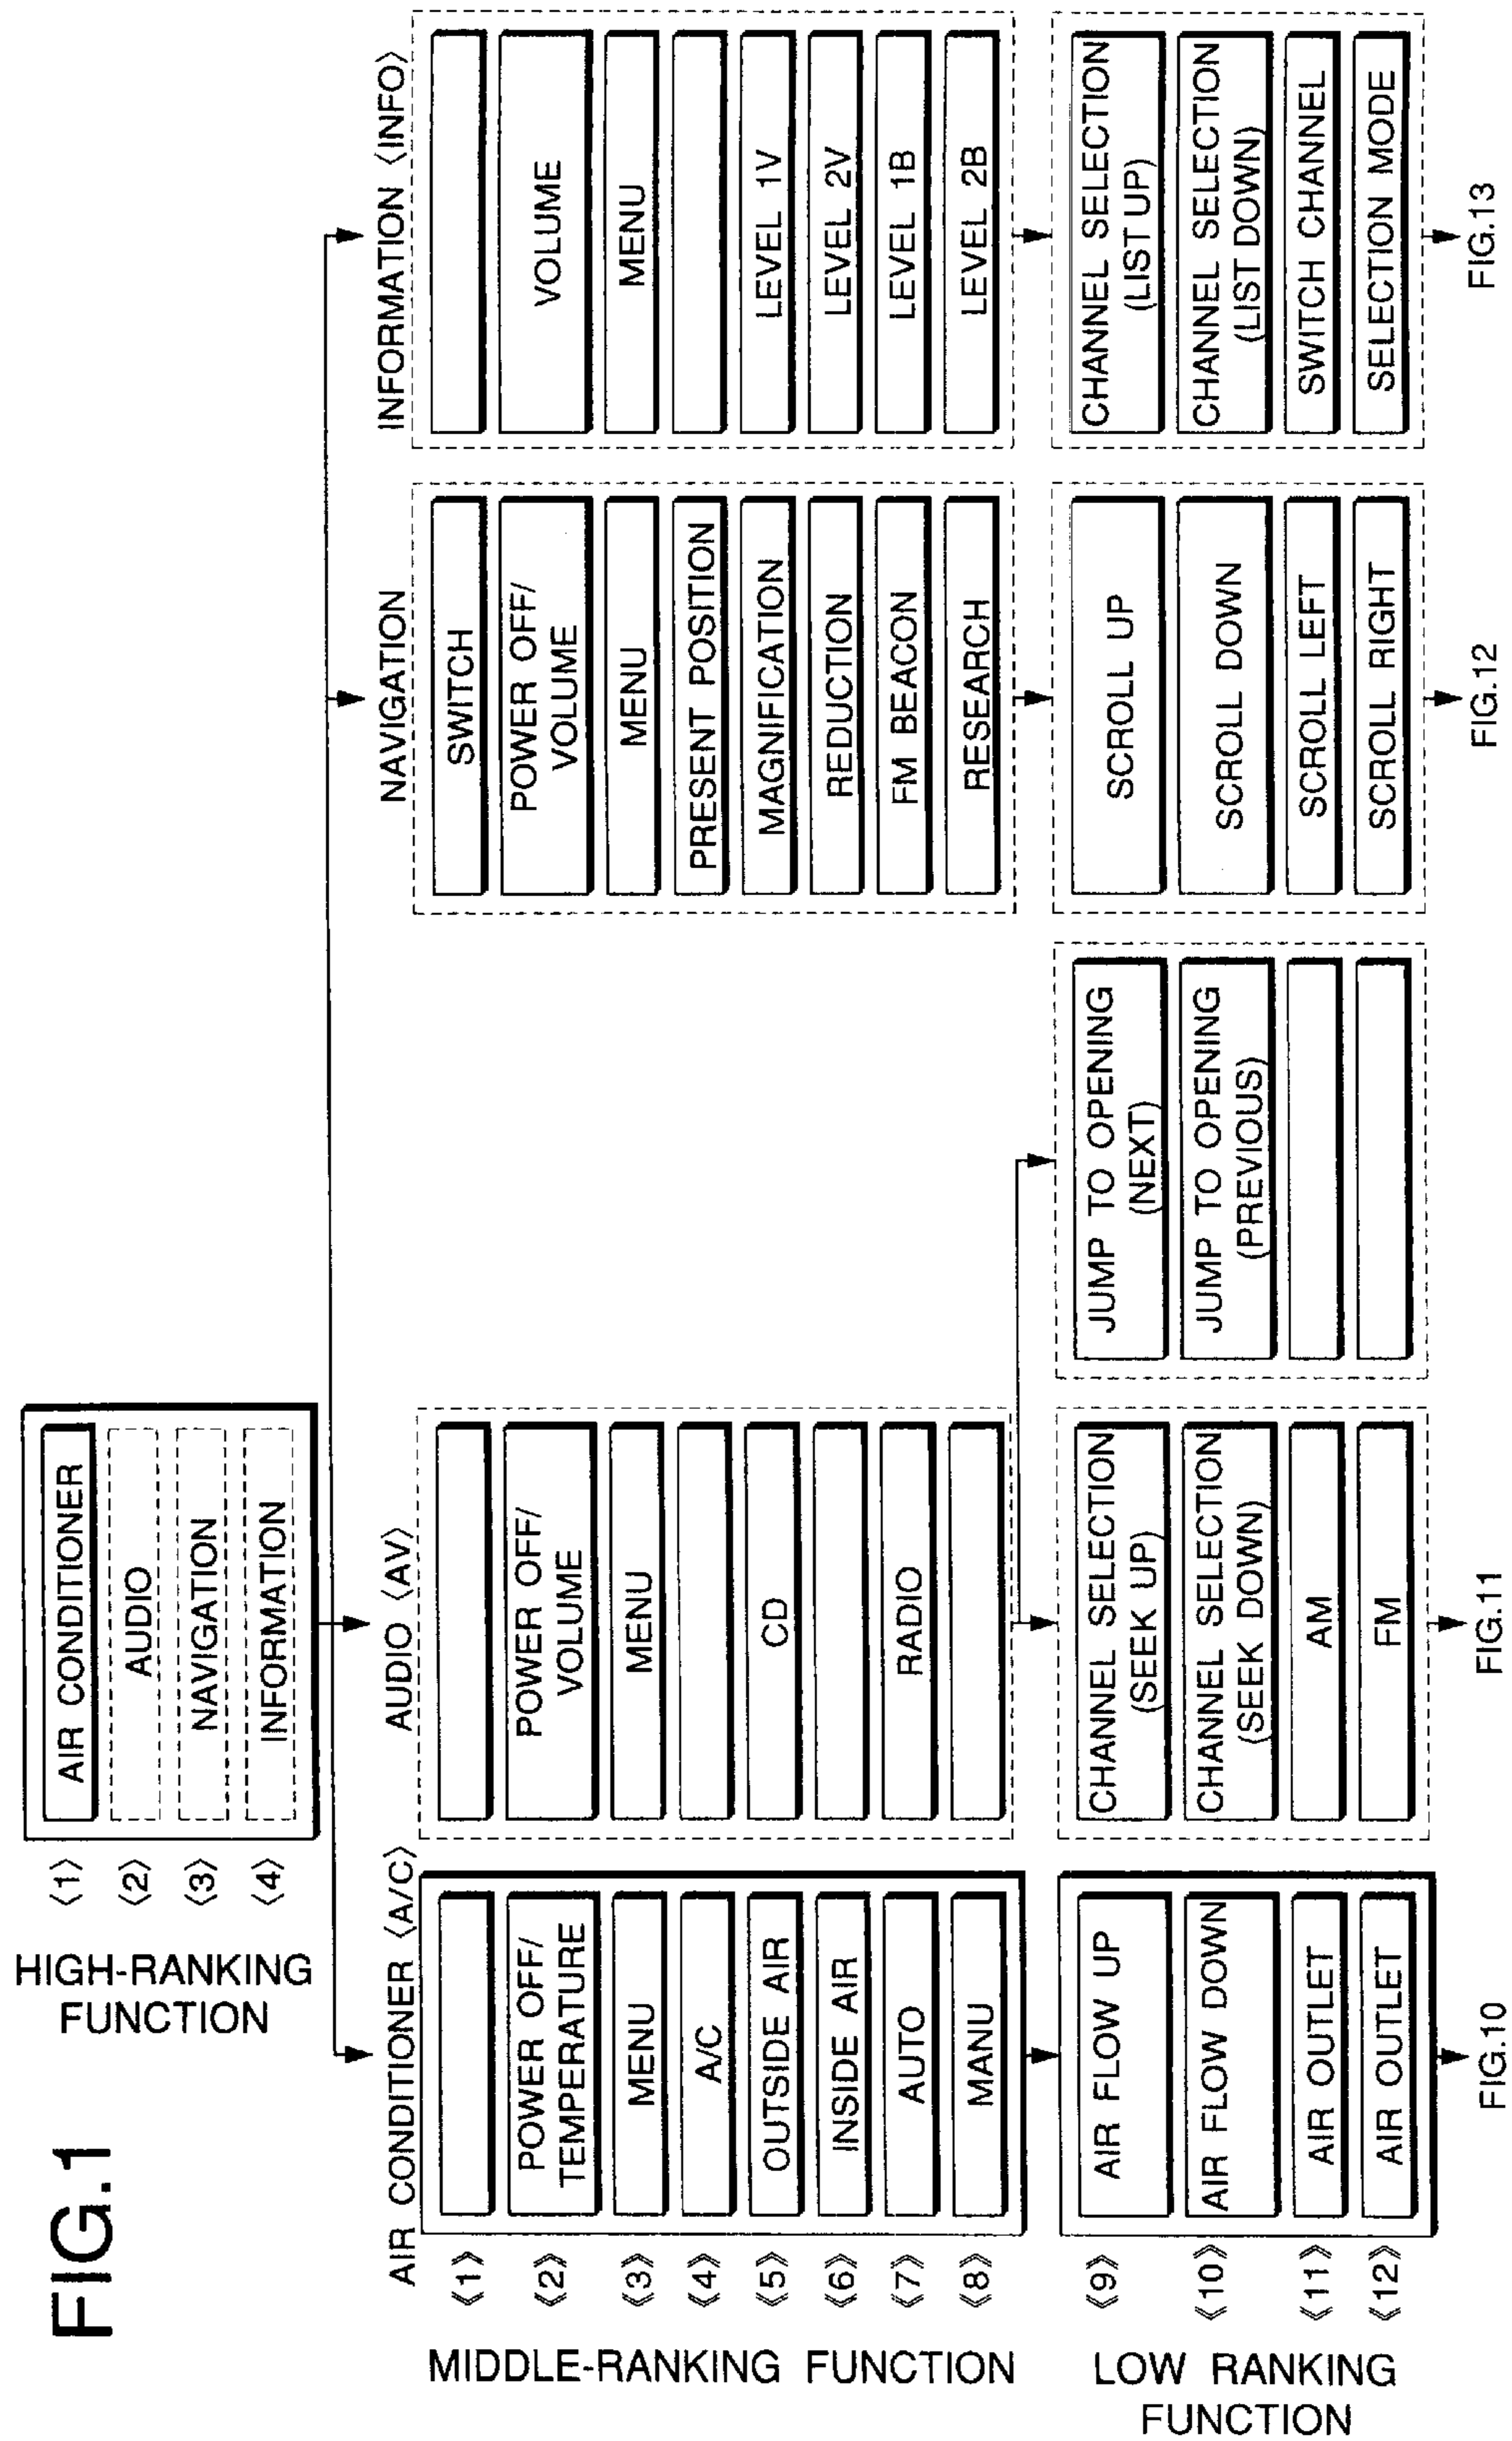 FIG.1
HIGH-RANKING
FUNCTION
〈1〉
AIR CONDITIONER
〈2〉
AUDIO
〈3〉
NAVIGATION
〈4〉
INFORMATION
MIDDLE-RANKING FUNCTION
《1》
《2》
《3》
《4》
《5》
《6》
《7》
《8》
AIR CONDITIONER 〈A/C〉
POWER OFF/
TEMPERATURE
MENU
A/C
OUTSIDE AIR
INSIDE AIR
AUTO
MANU
AUDIO 〈AV〉
POWER OFF/
VOLUME
MENU
CD
RADIO
NAVIGATION
SWITCH
POWER OFF/
VOLUME
MENU
PRESENT POSITION
MAGNIFICATION
REDUCTION
FM BEACON
RESEARCH
INFORMATION 〈INFO〉
VOLUME
MENU
LEVEL 1V
LEVEL 2V
LEVEL 1B
LEVEL 2B
LOW RANKING
FUNCTION
《9》
《10》
《11》
《12》
AIR FLOW UP
AIR FLOW DOWN
AIR OUTLET
AIR OUTLET
FIG.10
CHANNEL SELECTION
(SEEK UP)
CHANNEL SELECTION
(SEEK DOWN)
AM
FM
FIG.11
JUMP TO OPENING
(NEXT)
JUMP TO OPENING
(PREVIOUS)
SCROLL UP
SCROLL DOWN
SCROLL LEFT
SCROLL RIGHT
FIG.12
CHANNEL SELECTION
(LIST UP)
CHANNEL SELECTION
(LIST DOWN)
SWITCH CHANNEL
SELECTION MODE
FIG.13